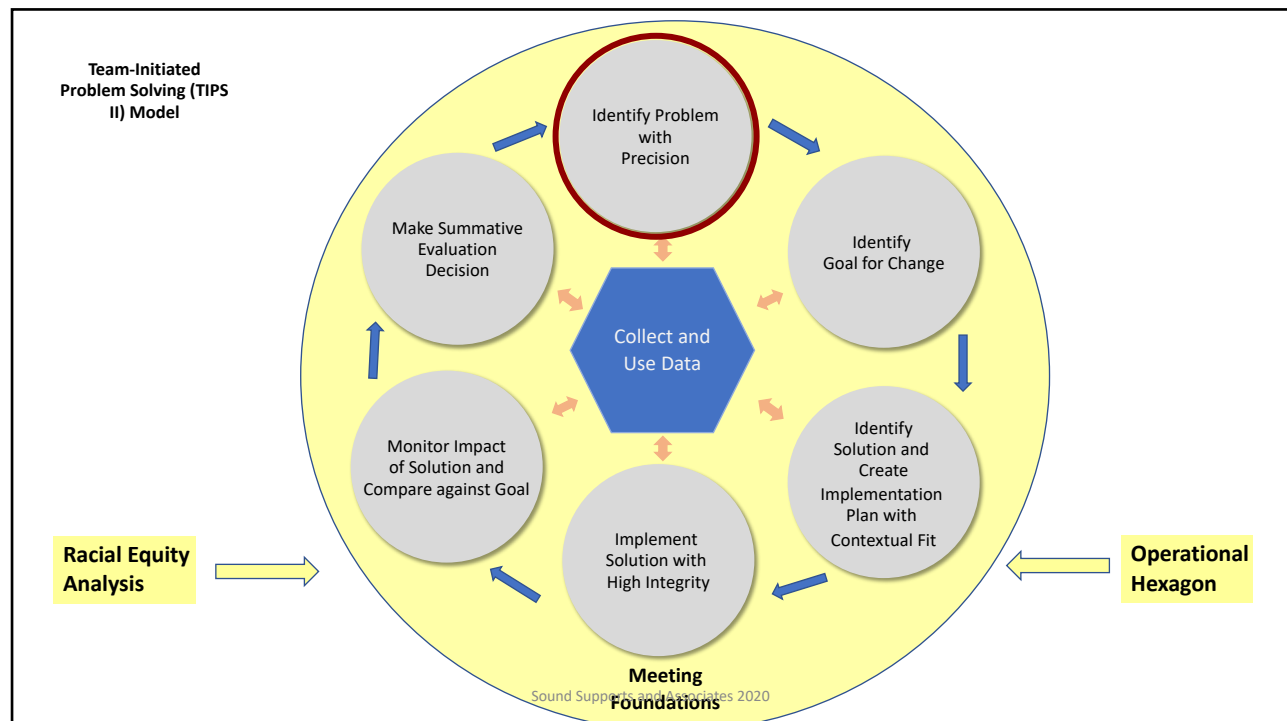 Team-Initiated
Problem Solving (TIPS
II) Model
Identify Problem
with
Precision
Make Summative
Evaluation
Decision
Identify
Goal for Change
Collect and
Use Data
Monitor Impact
of Solution and
Compare against Goal
Identify
Solution and
Create
Implementation
Plan with
Contextual Fit
Implement
Solution with
High Integrity
Racial Equity
Analysis
Operational
Hexagon
Meeting
Foundations
Sound Supports and Associates 2020